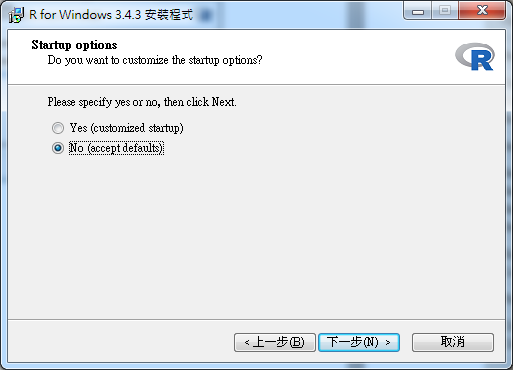 R for Windows 3.4.3 安裝程式
Startup options
Do you want to customize the startup options?
R
Please specify yes or no, then click Next.
Yes (customized startup)
No (accept defaults)
< 上一步(B) 下一步(N) > 取消